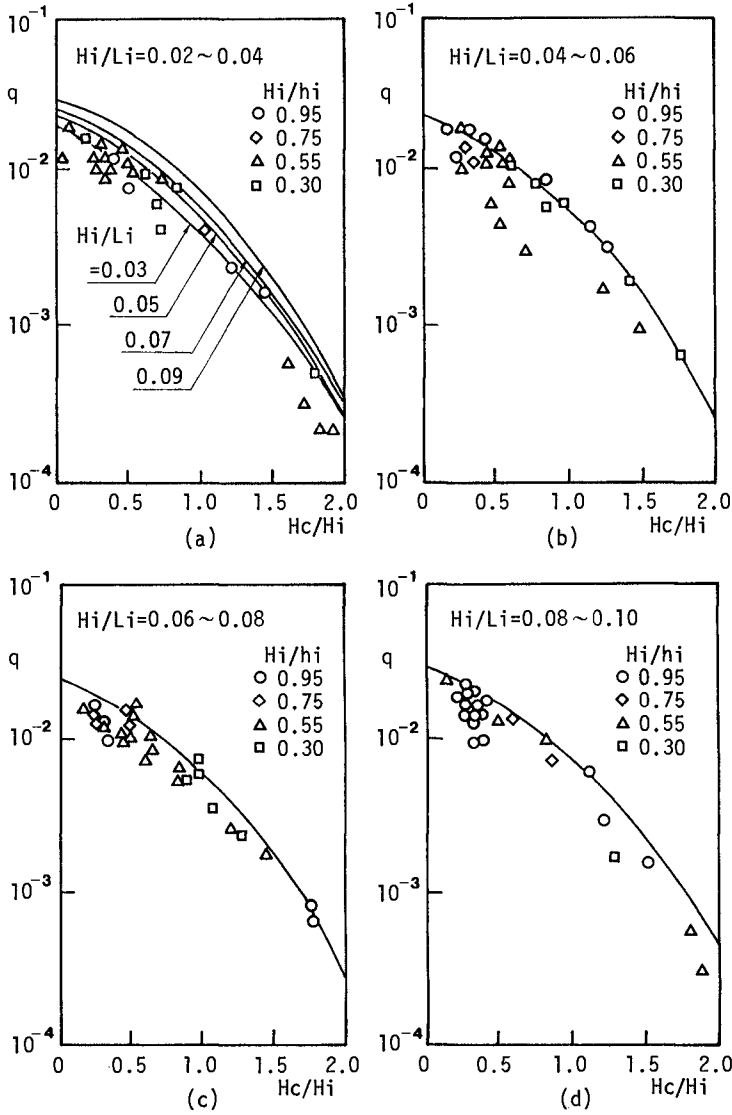 10⁻¹
Hi/Li=0.02~0.04
q
Hi/hi
○ 0.95
◇ 0.75
△ 0.55
□ 0.30
10⁻²
Hi/Li
=0.03
0.05
0.07
0.09
10⁻³
10⁻⁴
0 0.5 1.0 1.5 2.0
Hc/Hi
(a)
10⁻¹
Hi/Li=0.04~0.06
q
Hi/hi
○ 0.95
◇ 0.75
△ 0.55
□ 0.30
10⁻²
10⁻³
10⁻⁴
0 0.5 1.0 1.5 2.0
Hc/Hi
(b)
10⁻¹
Hi/Li=0.06~0.08
q
Hi/hi
○ 0.95
◇ 0.75
△ 0.55
□ 0.30
10⁻²
10⁻³
10⁻⁴
0 0.5 1.0 1.5 2.0
Hc/Hi
(c)
10⁻¹
Hi/Li=0.08~0.10
q
Hi/hi
○ 0.95
◇ 0.75
△ 0.55
□ 0.30
10⁻²
10⁻³
10⁻⁴
0 0.5 1.0 1.5 2.0
Hc/Hi
(d)